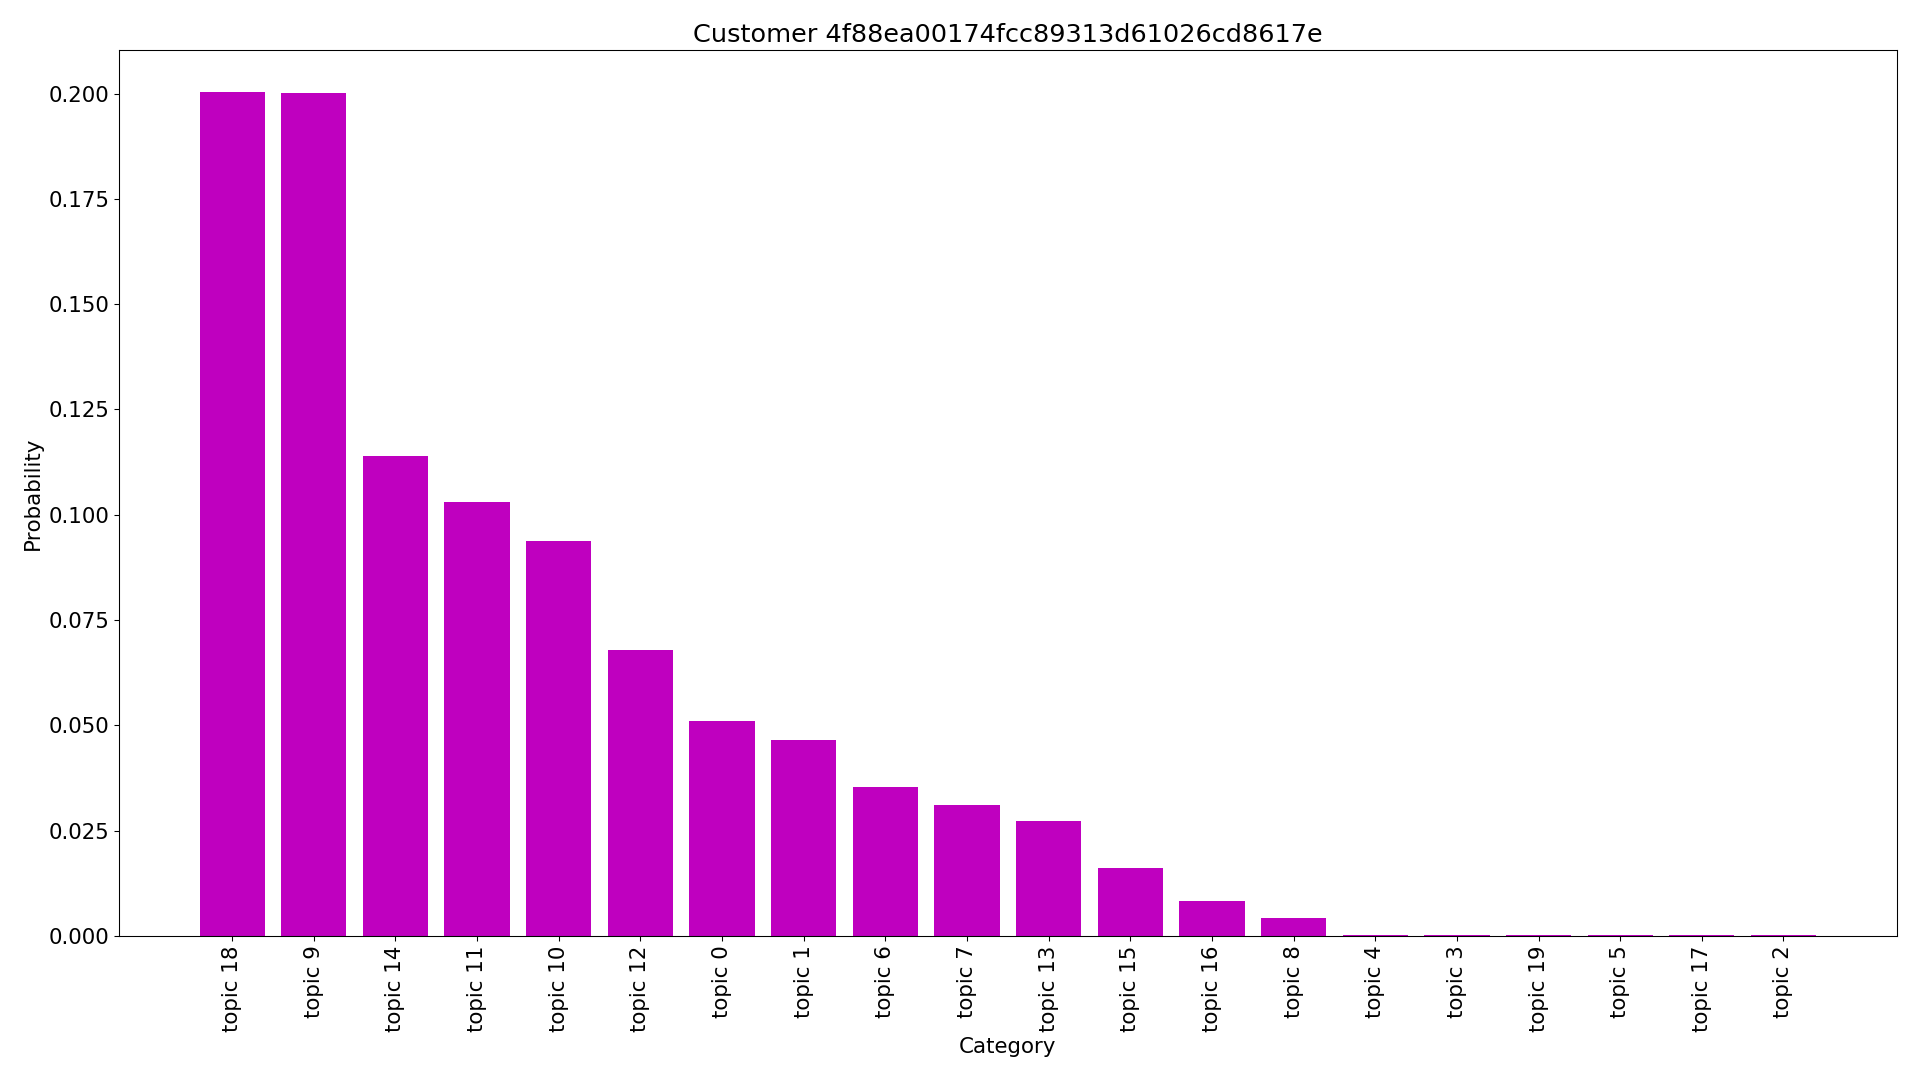 Customer 4f88ea00174fcc89313d61026cd8617e
Probability
0.200
0.175
0.150
0.125
0.100
0.075
0.050
0.025
0.000
topic 18
topic 9
topic 14
topic 11
topic 10
topic 12
topic 0
topic 1
topic 6
topic 7
topic 13
topic 15
topic 16
topic 8
topic 4
topic 3
topic 19
topic 5
topic 17
topic 2
Category